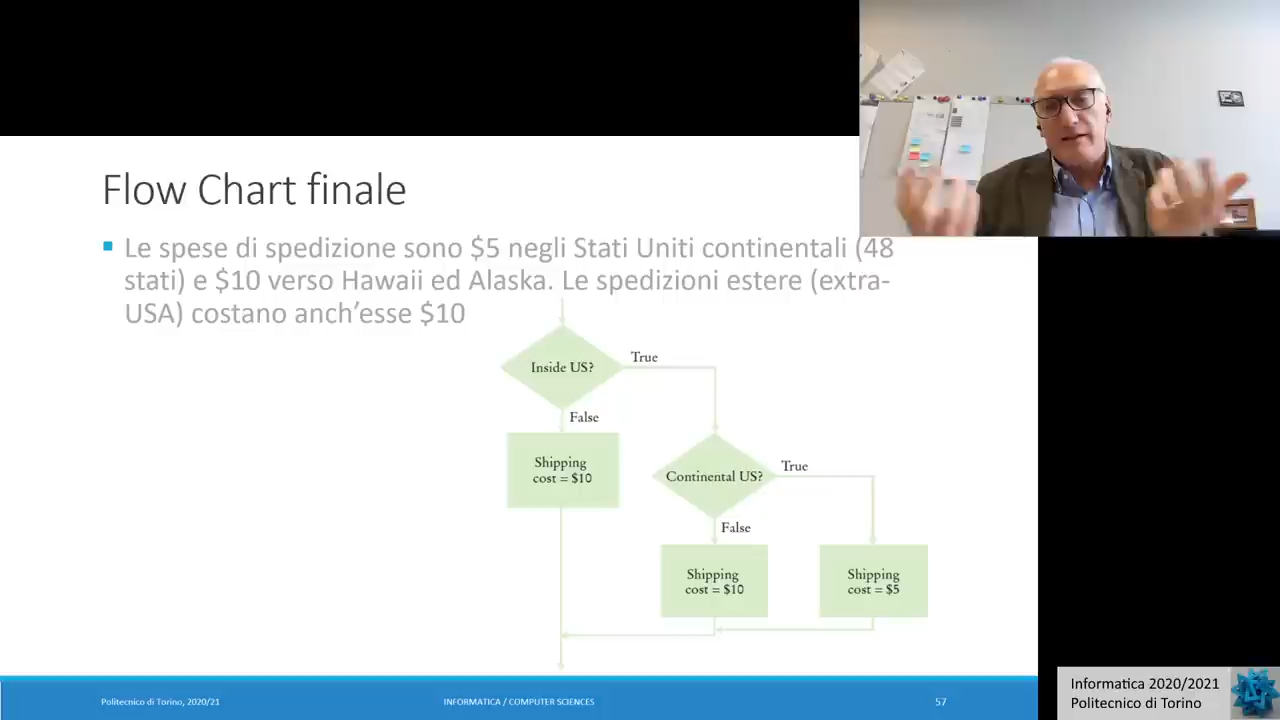 Flow Chart finale
Le spese di spedizione sono $5 negli Stati Uniti continentali (48
stati) e $10 verso Hawaii ed Alaska. Le spedizioni estere (extra-
USA) costano anch’esse $10
Inside US?
True
False
Shipping
cost = $10
Continental US?
True
False
Shipping
cost = $10
Shipping
cost = $5
Politecnico di Torino, 2020/21
INFORMATICA / COMPUTER SCIENCES
57
Informatica 2020/2021
Politecnico di Torino